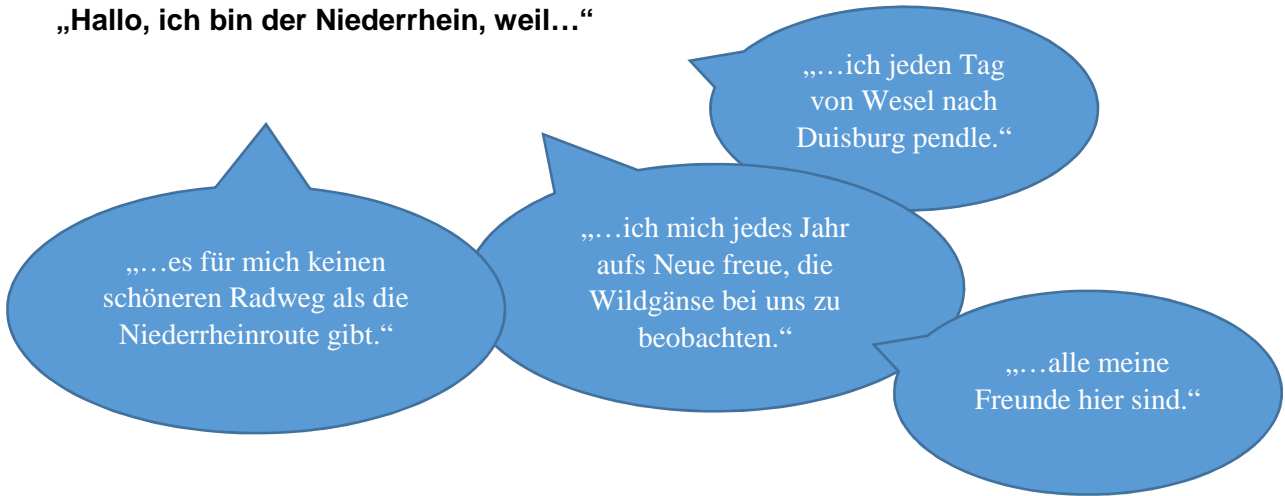 „Hallo, ich bin der Niederrhein, weil…“
„…ich jeden Tag
von Wesel nach
Duisburg pendle.“
„…es für mich keinen
schöneren Radweg als die
Niederrheinroute gibt.“
„…ich mich jedes Jahr
aufs Neue freue, die
Wildgänse bei uns zu
beobachten.“
„…alle meine
Freunde hier sind.“